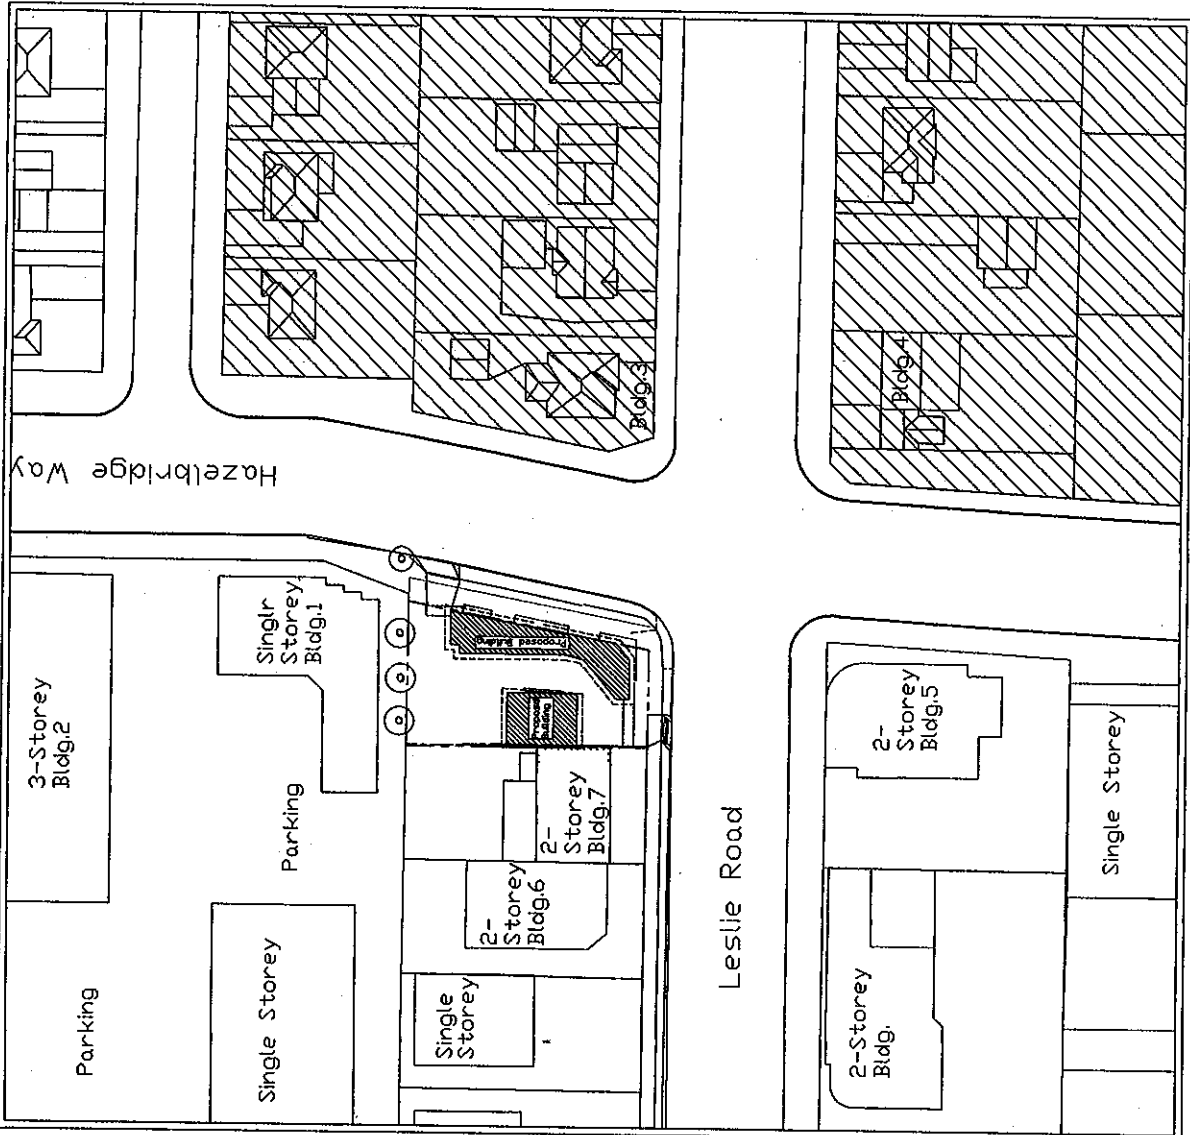 Hazelbridge Way
3-Storey
Bldg.2
Singlr
Storey
Bldg.1
Parking
Parking
Single Storey
Proposed Building
Proposed
Building
2-
Storey
Bldg.7
2-
Storey
Bldg.6
Single
Storey
Bldg.3
Bldg.4
Leslie Road
2-
Storey
Bldg.5
Single Storey
2-Storey
Bldg.